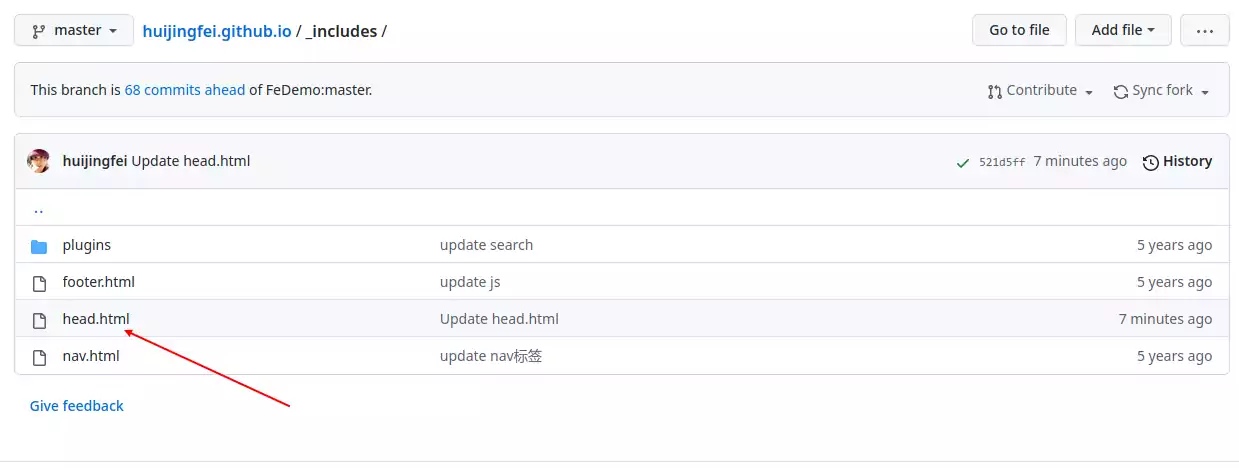 master huijingfei.github.io / _includes / Go to file Add file ...
This branch is 68 commits ahead of FeDemo:master. Contribute Sync fork
huijingfei Update head.html 521d5ff 7 minutes ago History
..
plugins update search 5 years ago
footer.html update js 5 years ago
head.html Update head.html 7 minutes ago
nav.html update nav标签 5 years ago
Give feedback